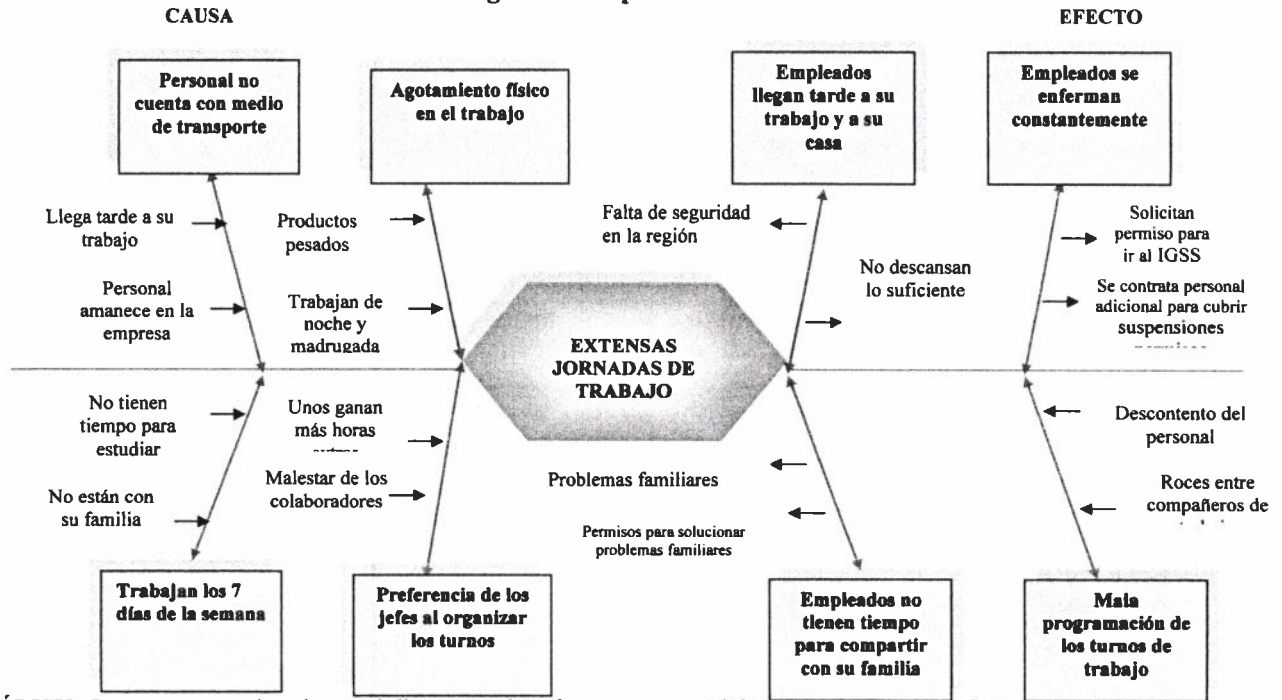 CAUSA
EFECTO
Personal no
cuenta con medio
de transporte
Agotamiento físico
en el trabajo
Empleados
llegan tarde a su
trabajo y a su
casa
Empleados se
enferman
constantemente
Llega tarde a su
trabajo
Personal
amanece en la
empresa
Productos
pesados
Trabajan de
noche y
madrugada
Falta de seguridad
en la región
No descansan
lo suficiente
Solicitan
permiso para
ir al IGSS
Se contrata personal
adicional para cubrir
suspensiones
EXTENSAS
JORNADAS DE
TRABAJO
No tienen
tiempo para
estudiar
No están con
su familia
Unos ganan
más horas
Malestar de los
colaboradores
Problemas familiares
Permisos para solucionar
problemas familiares
Descontento del
personal
Roces entre
compañeros de
Trabajan los 7
días de la semana
Preferencia de los
jefes al organizar
los turnos
Empleados no
tienen tiempo
para compartir
con su familia
Mala
programación de
los turnos de
trabajo